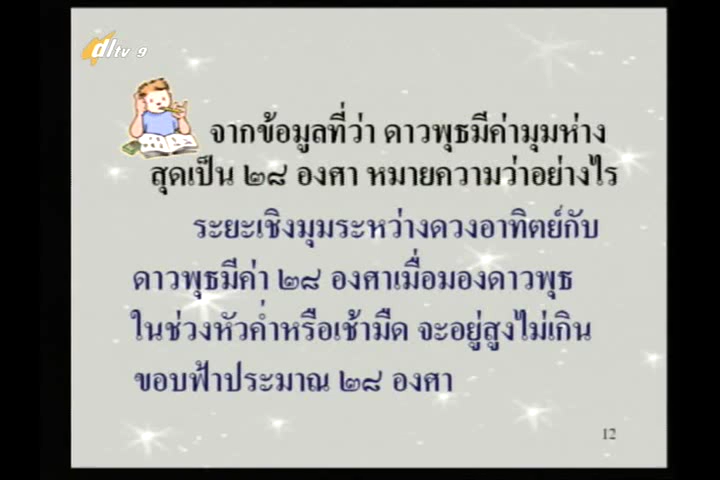 dltv 9
จากข้อมูลที่ว่า ดาวพุธมีค่ามุมห่าง
สุดเป็น ๒๘ องศา หมายความว่าอย่างไร
ระยะเชิงมุมระหว่างดวงอาทิตย์กับ
ดาวพุธมีค่า ๒๘ องศาเมื่อมองดาวพุธ
ในช่วงหัวค่ำหรือเช้ามืด จะอยู่สูงไม่เกิน
ขอบฟ้าประมาณ ๒๘ องศา
12